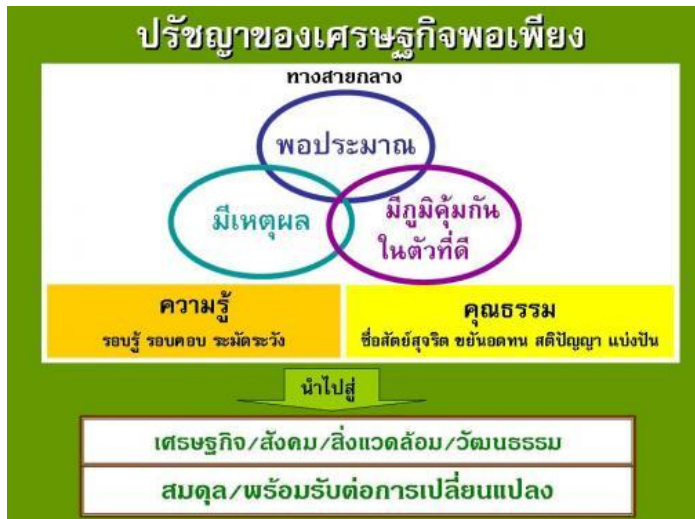 ปรัชญาของเศรษฐกิจพอเพียง
ทางสายกลาง
พอประมาณ
มีเหตุผล
มีภูมิคุ้มกัน
ในตัวที่ดี
ความรู้
รอบรู้ รอบคอบ ระมัดระวัง
คุณธรรม
ซื่อสัตย์สุจริต ขยันอดทน สติปัญญา แบ่งปัน
นำไปสู่
เศรษฐกิจ/สังคม/สิ่งแวดล้อม/วัฒนธรรม
สมดุล/พร้อมรับต่อการเปลี่ยนแปลง